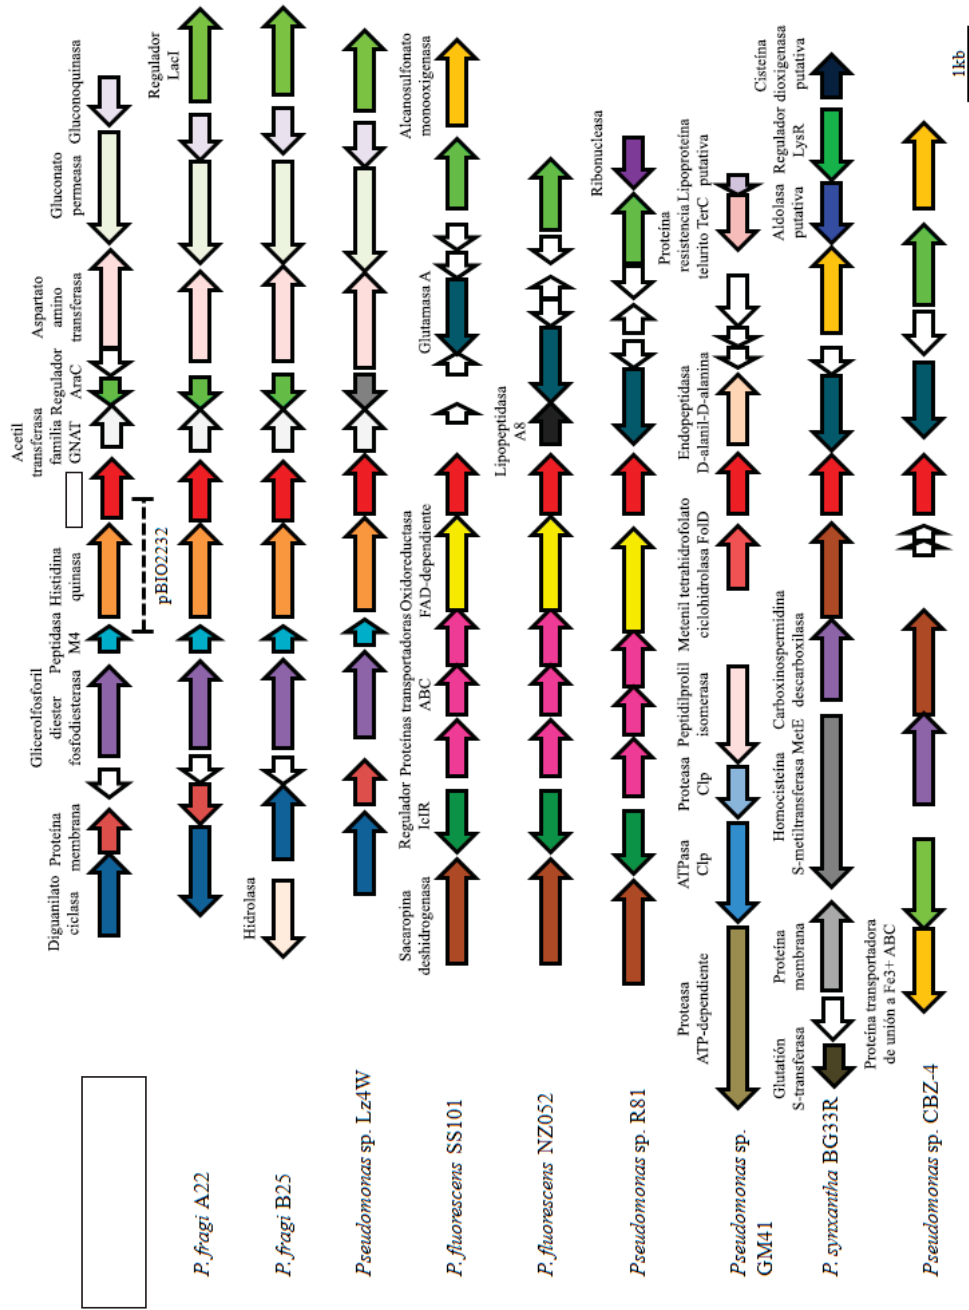 Diguanilato
ciclasa
Proteína
membrana
Glicerolfosforil
diester
fosfodiesterasa
Peptidasa
M4
Histidina
quinasa
Acetil
transferasa
familia
GNAT
Regulador
AraC
Aspartato
amino
transferasa
Gluconato
permeasa
Gluconoquinasa
pBIO2232
P. fragi A22
Regulador
LacI
P. fragi B25
Hidrolasa
Pseudomonas sp. Lz4W
P. fluorescens SS101
Sacaropina
deshidrogenasa
Regulador
IclR
Proteínas transportadoras
ABC
Oxidoreductasa
FAD-dependiente
Glutamasa A
Alcanosulfonato
monooxigenasa
P. fluorescens NZ052
Lipopeptidasa
A8
Pseudomonas sp. R81
Ribonucleasa
Pseudomonas sp.
GM41
Proteasa
ATP-dependiente
ATPasa
Clp
Proteasa
Clp
Peptidilprolil
isomerasa
Metenil tetrahidrofolato
ciclohidrolasa FolD
Endopeptidasa
D-alanil-D-alanina
Proteína
resistencia
telurito TerC
Lipoproteína
putativa
P. synxantha BG33R
Glutatión
S-transferasa
Proteína
membrana
Homocisteína
S-metiltransferasa MetE
Carboxinospermidina
descarboxilasa
Aldolasa
putativa
Regulador
LysR
Cisteína
dioxigenasa
putativa
Pseudomonas sp. CBZ-4
Proteína transportadora
de unión a Fe3+ ABC
1kb